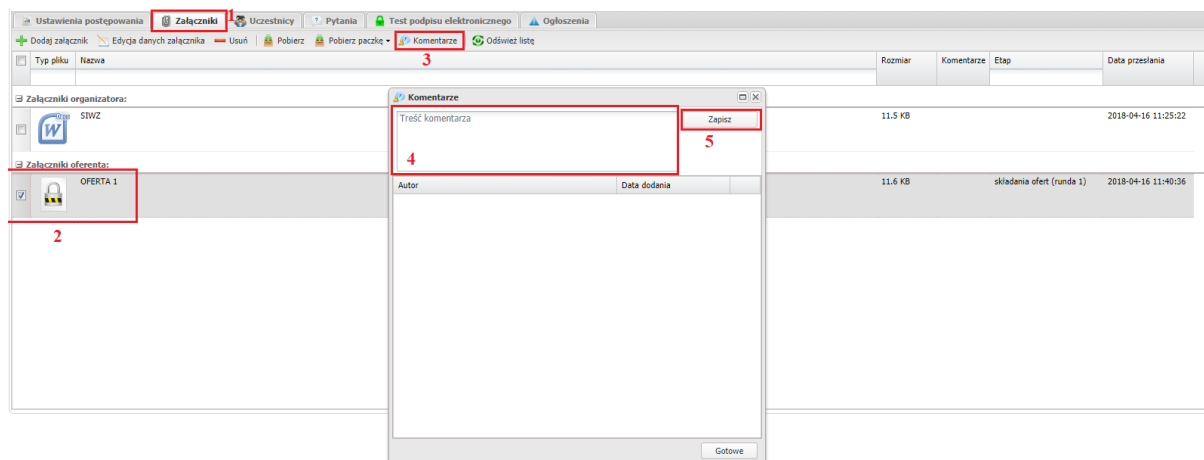 Ustawienia postępowania Załączniki 1 Uczestnicy Pytania Test podpisu elektronicznego Ogłoszenia
Dodaj załącznik Edycja danych załącznika Usuń Pobierz Pobierz paczkę Komentarze Odśwież listę
3
Typ pliku Nazwa Rozmiar Komentarze Etap Data przesłania
Załączniki organizatora:
SIWZ 11.5 KB 2018-04-16 11:25:22
Załączniki oferenta:
OFERTA 1 11.6 KB składania ofert (runda 1) 2018-04-16 11:40:36
2
Komentarze
Treść komentarza Zapisz
4 5
Autor Data dodania
Gotowe